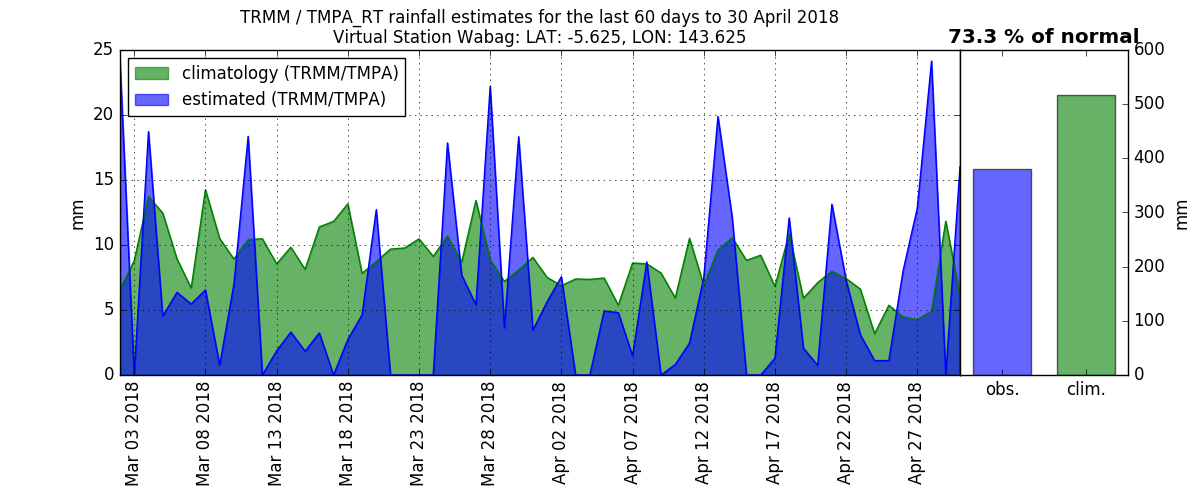 TRMM / TMPA_RT rainfall estimates for the last 60 days to 30 April 2018
Virtual Station Wabag: LAT: -5.625, LON: 143.625
73.3 % of normal
climatology (TRMM/TMPA)
estimated (TRMM/TMPA)
25
20
15
10
5
0
mm
Mar 03 2018
Mar 08 2018
Mar 13 2018
Mar 18 2018
Mar 23 2018
Mar 28 2018
Apr 02 2018
Apr 07 2018
Apr 12 2018
Apr 17 2018
Apr 22 2018
Apr 27 2018
600
500
400
300
200
100
0
mm
obs.
clim.